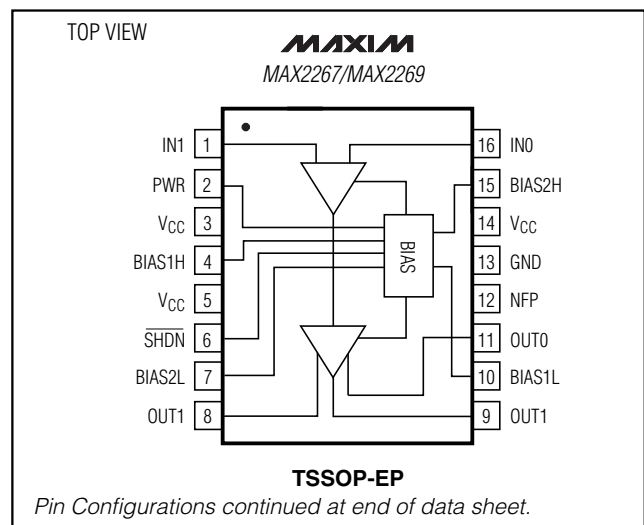 TOP VIEW
MAXIM
MAX2267/MAX2269
IN1 1
PWR 2
VCC 3
BIAS1H 4
VCC 5
SHDN 6
BIAS2L 7
OUT1 8
BIAS
16 IN0
15 BIAS2H
14 VCC
13 GND
12 NFP
11 OUT0
10 BIAS1L
9 OUT1
TSSOP-EP
Pin Configurations continued at end of data sheet.